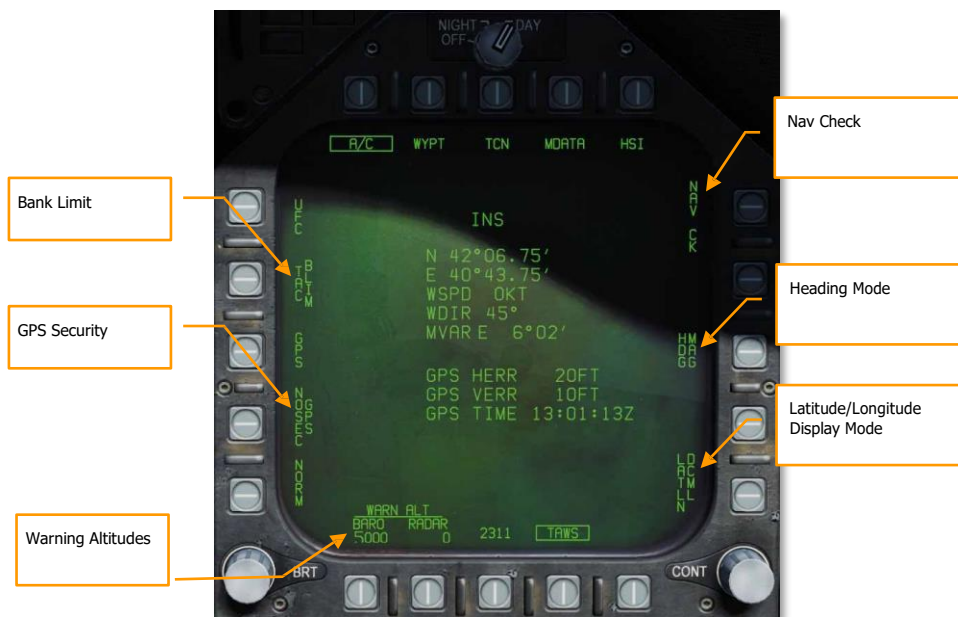 NIGHT DAY
OFF
A/C WYPT TCN MDATA HSI
Nav Check
NAV CK
Bank Limit
UFC
INS
N 42°06.75'
E 40°43.75'
WSPD 0KT
WDIR 45°
MVAR E 6°02'
BLIM
TAC
Heading Mode
GPS Security
GPS
HDG
MAG
GPS HERR 20FT
GPS VERR 10FT
GPS TIME 13:01:13Z
NOSEC
GPS
Latitude/Longitude
Display Mode
NORM
LATLN
DCML
WARN ALT
BARO RADAR
5000 0
2311 TAWS
Warning Altitudes
BRT CONT